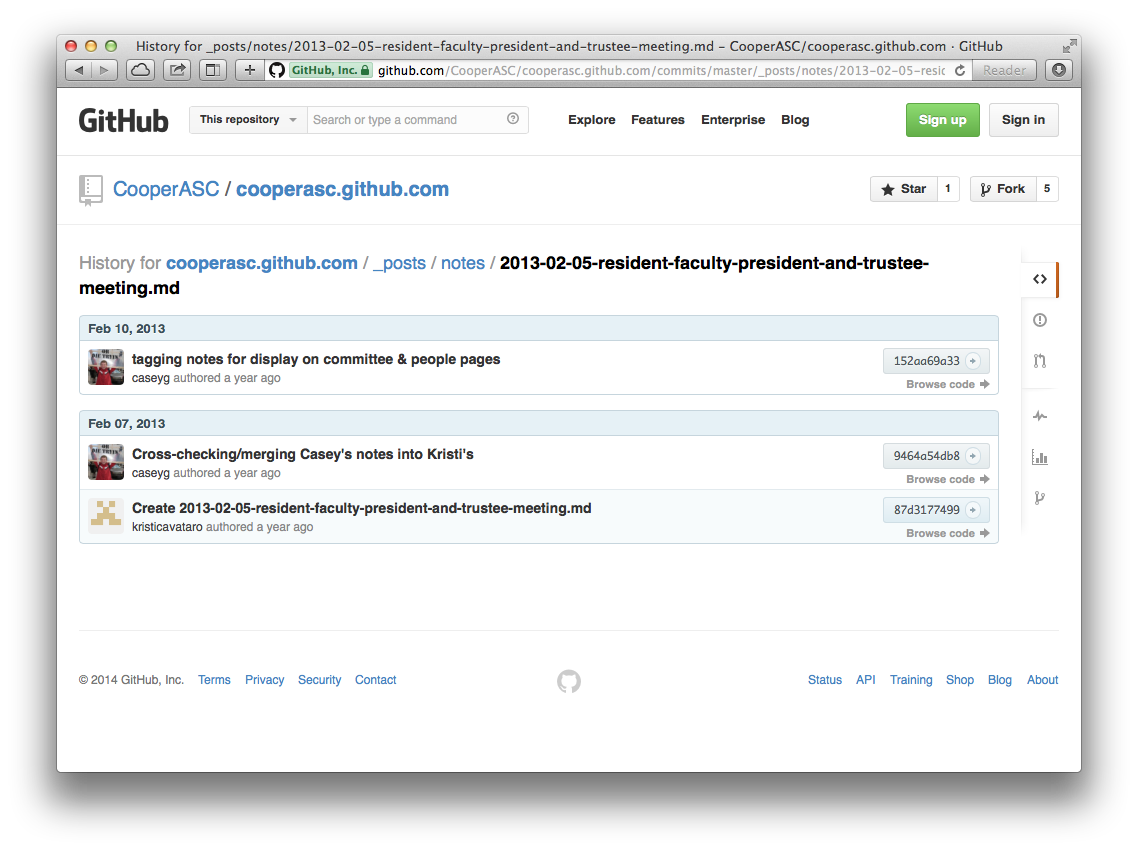 History for _posts/notes/2013-02-05-resident-faculty-president-and-trustee-meeting.md – CooperASC/cooperasc.github.com · GitHub
GitHub, Inc. github.com/CooperASC/cooperasc.github.com/commits/master/_posts/notes/2013-02-05-resid Reader
GitHub This repository Search or type a command Explore Features Enterprise Blog Sign up Sign in
CooperASC / cooperasc.github.com Star 1 Fork 5
History for cooperasc.github.com / _posts / notes / 2013-02-05-resident-faculty-president-and-trustee-
meeting.md
Feb 10, 2013
tagging notes for display on committee & people pages 152aa69a33
caseyg authored a year ago Browse code
Feb 07, 2013
Cross-checking/merging Casey's notes into Kristi's 9464a54db8
caseyg authored a year ago Browse code
Create 2013-02-05-resident-faculty-president-and-trustee-meeting.md 87d3177499
kristicavataro authored a year ago Browse code
© 2014 GitHub, Inc. Terms Privacy Security Contact Status API Training Shop Blog About